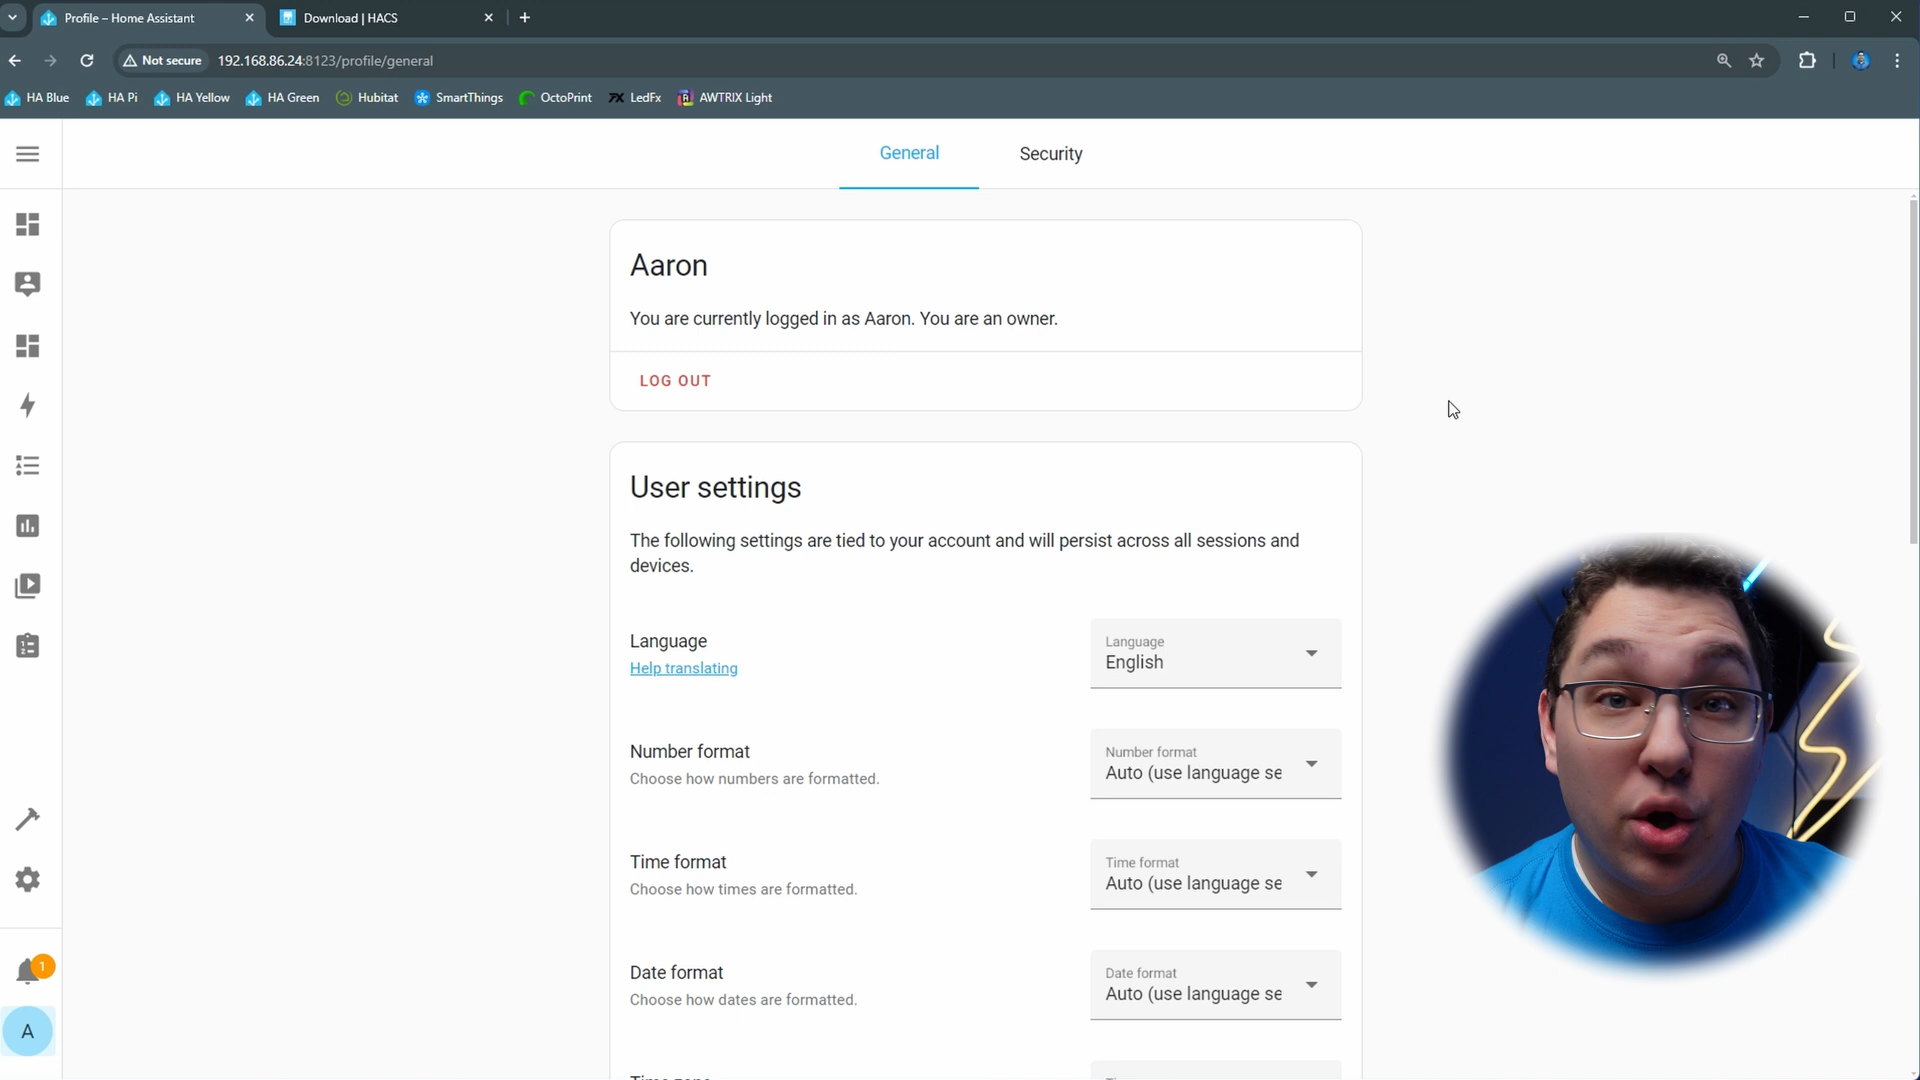 Profile – Home Assistant
Download | HACS
Not secure
192.168.86.24:8123/profile/general
HA Blue
HA Pi
HA Yellow
HA Green
Hubitat
SmartThings
OctoPrint
LedFx
AWTRIX Light
General
Security
Aaron
You are currently logged in as Aaron. You are an owner.
LOG OUT
User settings
The following settings are tied to your account and will persist across all sessions and
devices.
Language
Help translating
Language
English
Number format
Choose how numbers are formatted.
Number format
Auto (use language se
Time format
Choose how times are formatted.
Time format
Auto (use language se
Date format
Choose how dates are formatted.
Date format
Auto (use language se
1
A